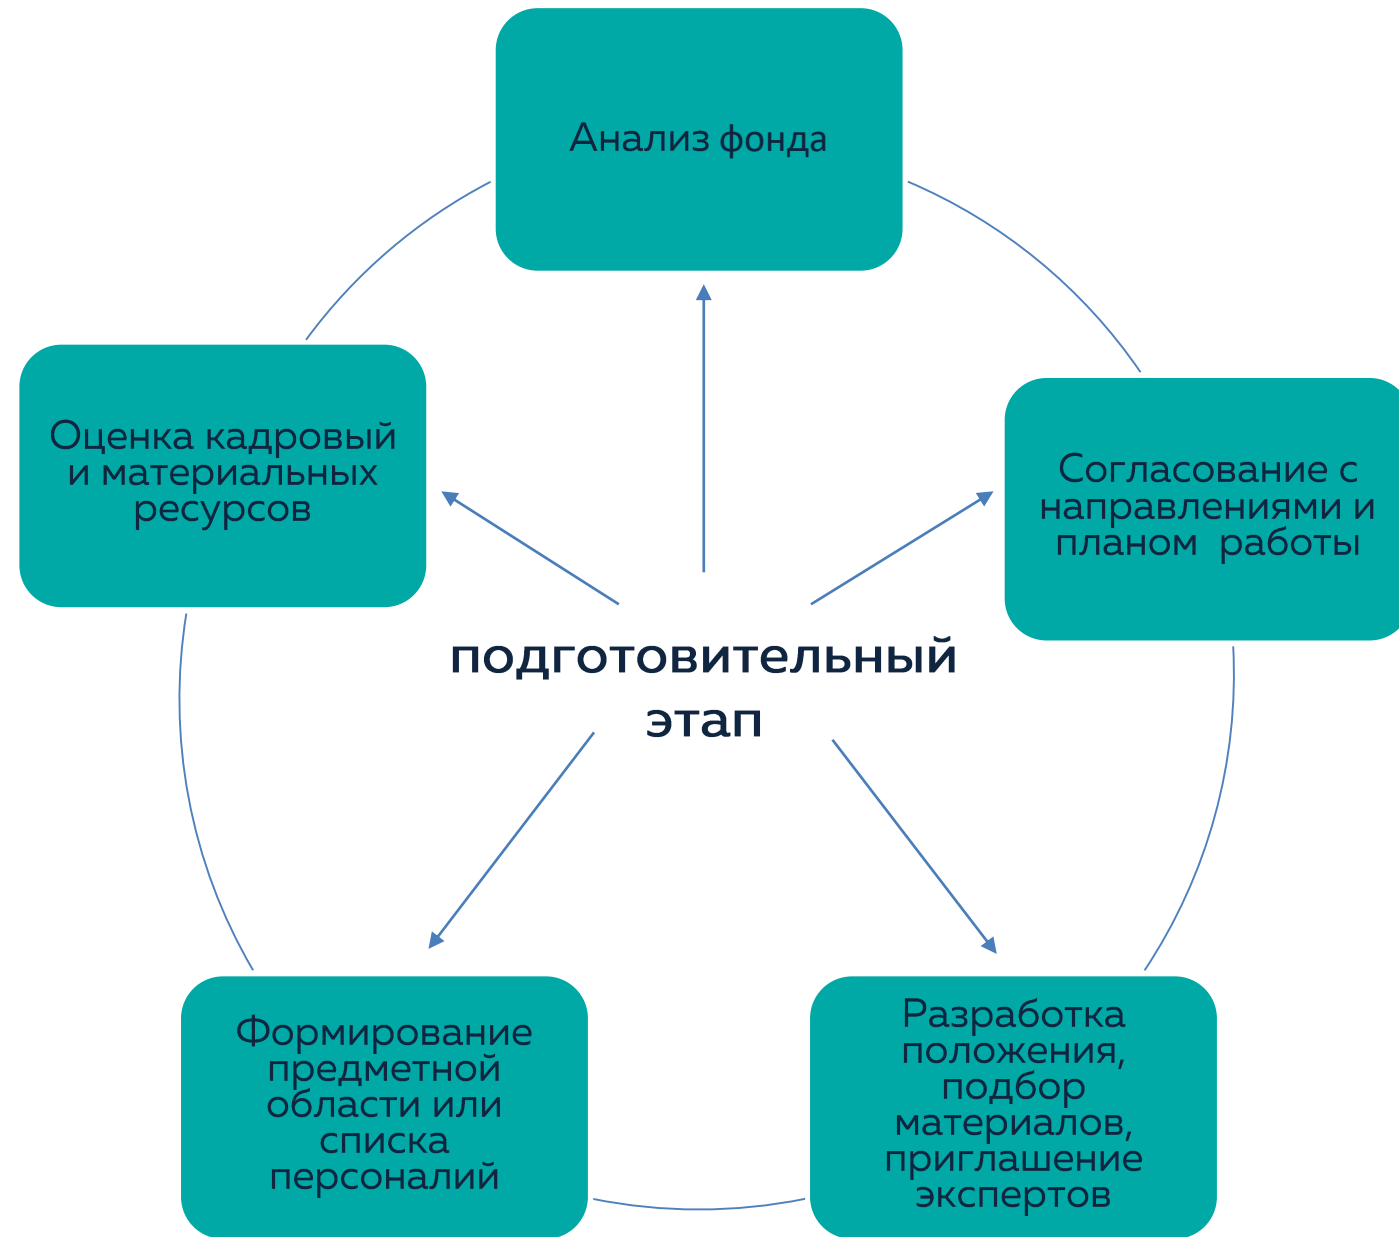 Анализ фонда
Оценка кадровый
и материальных
ресурсов
Согласование с
направлениями и
планом  работы
подготовительный
этап
Формирование
предметной
области или
списка
персоналий
Разработка
положения,
подбор
материалов,
приглашение
экспертов